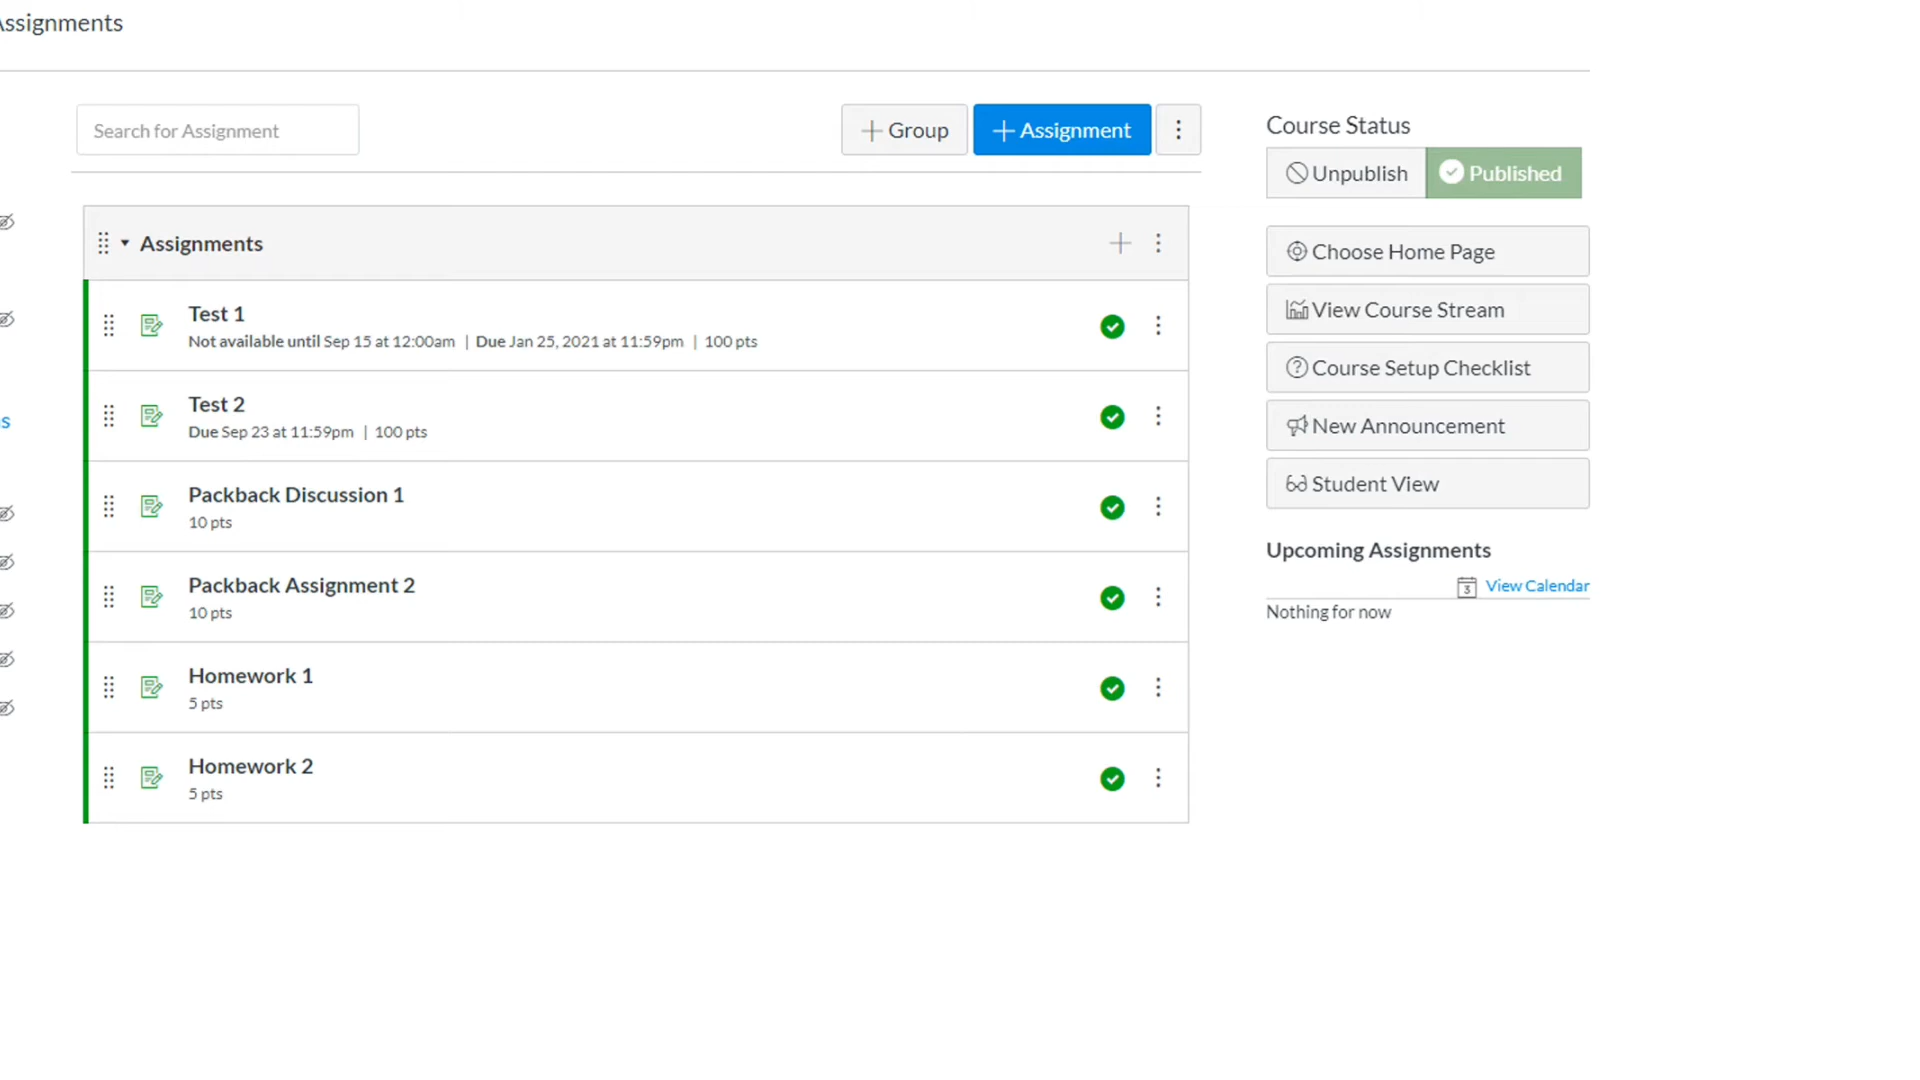 Assignments
Search for Assignment
Group
Assignment
Assignments
Test 1
Not available until Sep 15 at 12:00am | Due Jan 25, 2021 at 11:59pm | 100 pts
Test 2
Due Sep 23 at 11:59pm | 100 pts
Packback Discussion 1
10 pts
Packback Assignment 2
10 pts
Homework 1
5 pts
Homework 2
5 pts
s
Course Status
Unpublish
Published
Choose Home Page
View Course Stream
Course Setup Checklist
New Announcement
Student View
Upcoming Assignments
3
View Calendar
Nothing for now